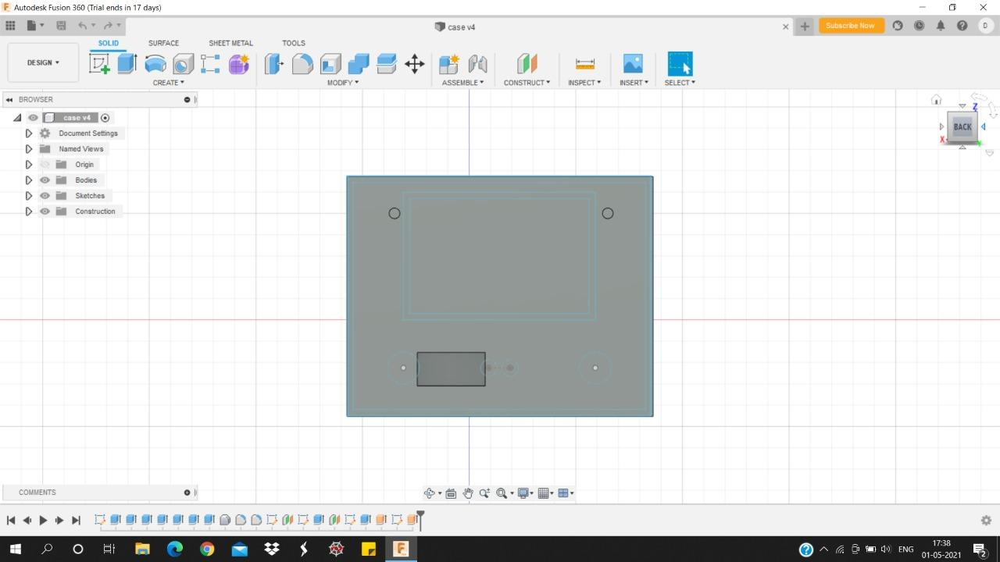 Autodesk Fusion 360 (Trial ends in 17 days)
case v4
Subscribe Now
D
DESIGN
SOLID SURFACE SHEET METAL TOOLS
CREATE MODIFY ASSEMBLE CONSTRUCT INSPECT INSERT SELECT
BROWSER
case v4
Document Settings
Named Views
Origin
Bodies
Sketches
Construction
Z
BACK
X
COMMENTS
ENG
17:38
01-05-2021
2